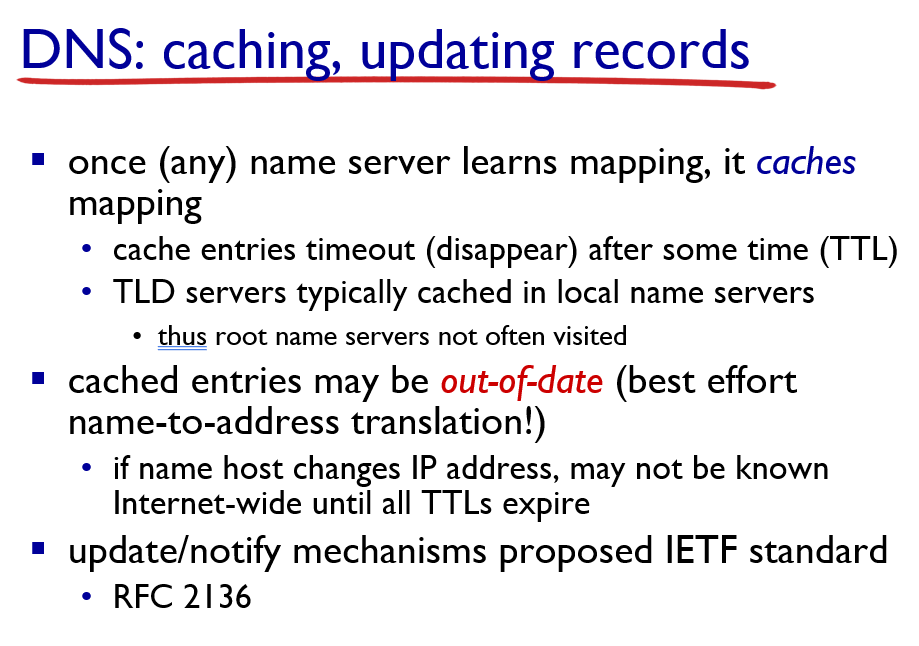 DNS: caching, updating records
once (any) name server learns mapping, it caches
mapping
cache entries timeout (disappear) after some time (TTL)
TLD servers typically cached in local name servers
thus root name servers not often visited
cached entries may be out-of-date (best effort
name-to-address translation!)
if name host changes IP address, may not be known
Internet-wide until all TTLs expire
update/notify mechanisms proposed IETF standard
RFC 2136